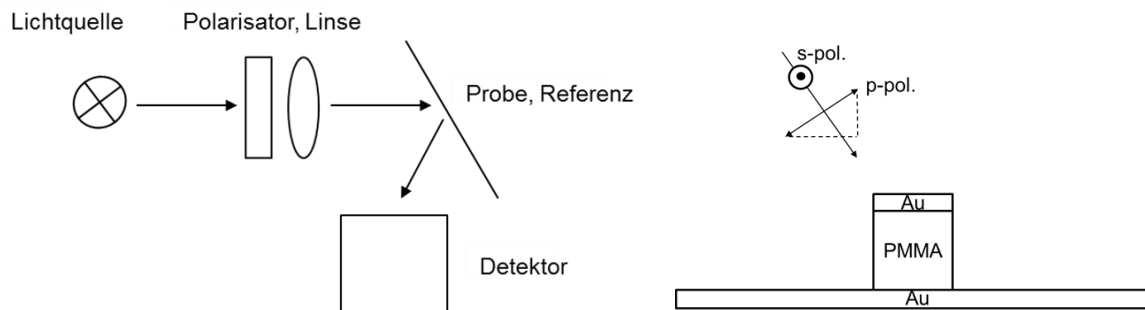 Lichtquelle
Polarisator, Linse
Probe, Referenz
Detektor
s-pol.
p-pol.
Au
PMMA
Au